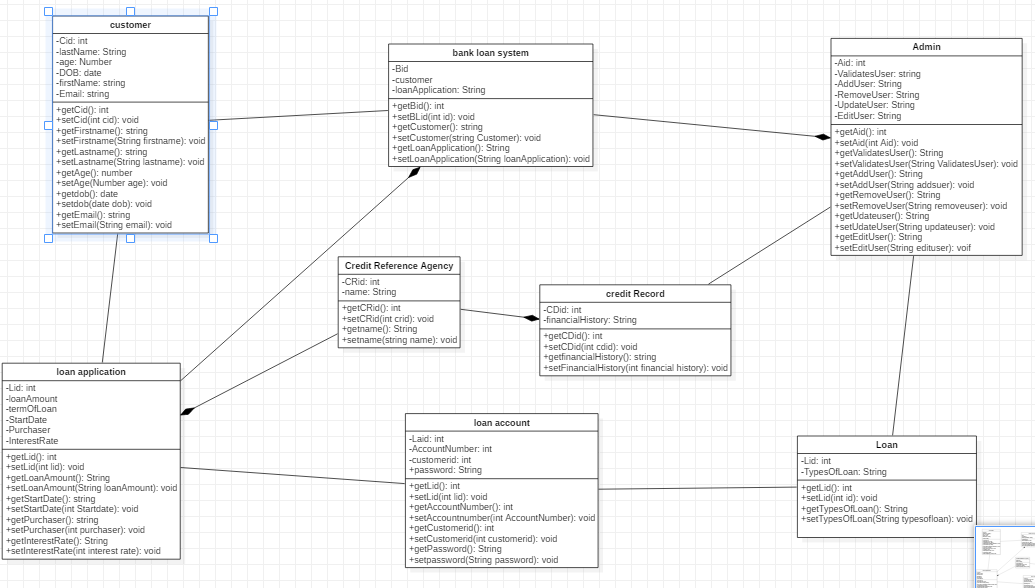 customer
-Cid: int
-lastName: String
-age: Number
-DOB: date
-firstName: string
-Email: string
+getCid(): int
+setCid(int cid): void
+getFirstname(): string
+setFirstname(String firstname): void
+getLastname(): string
+setLastname(String lastname): void
+getAge(): number
+setAge(Number age): void
+getdob(): date
+setdob(date dob): void
+getEmail(): string
+setEmail(String email): void
bank loan system
-Bid
-customer
-loanApplication: String
+getBid(): int
+setBLid(int id): void
+getCustomer(): string
+setCustomer(string Customer): void
+getLoanApplication(): String
+setLoanApplication(String loanApplication): void
Admin
-Aid: int
-ValidatesUser: string
-AddUser: String
-RemoveUser: String
-UpdateUser: String
-EditUser: String
+getAid(): int
+setAid(int Aid): void
+getValidatesUser(): String
+setValidatesUser(String ValidatesUser): void
+getAddUser(): String
+setAddUser(String addsuer): void
+getRemoveUser(): String
+setRemoveUser(String removeuser): void
+getUdateuser(): String
+setUdateUser(String updateuser): void
+getEditUser(): String
+setEditUser(String edituser): voif
Credit Reference Agency
-CRid: int
-name: String
+getCRid(): int
+setCRid(int crid): void
+getname(): String
+setname(string name): void
credit Record
-CDid: int
-financialHistory: String
+getCDid(): int
+setCDid(int cdid): void
+getfinancialHistory(): string
+setFinancialHistory(int financial history): void
loan application
-Lid: int
-loanAmount
-termOfLoan
-StartDate
-Purchaser
-InterestRate
+getLid(): int
+setLid(int lid): void
+getLoanAmount(): String
+setLoanAmount(String loanAmount): void
+getStartDate(): string
+setStartDate(int Startdate): void
+getPurchaser(): string
+setPurchaser(int purchaser): void
+getInterestRate(): String
+setInterestRate(int interest rate): void
loan account
-Laid: int
-AccountNumber: int
-customerid: int
+password: String
+getLid(): int
+setLid(int lid): void
+getAccountNumber(): int
+setAccountnumber(int AccountNumber): void
+getCustomerid(): int
+setCustomerid(int customerid): void
+getPassword(): String
+setpassword(String password): void
Loan
-Lid: int
-TypesOfLoan: String
+getLid(): int
+setLid(int id): void
+getTypesOfLoan(): String
+setTypesOfLoan(String typesofloan): void